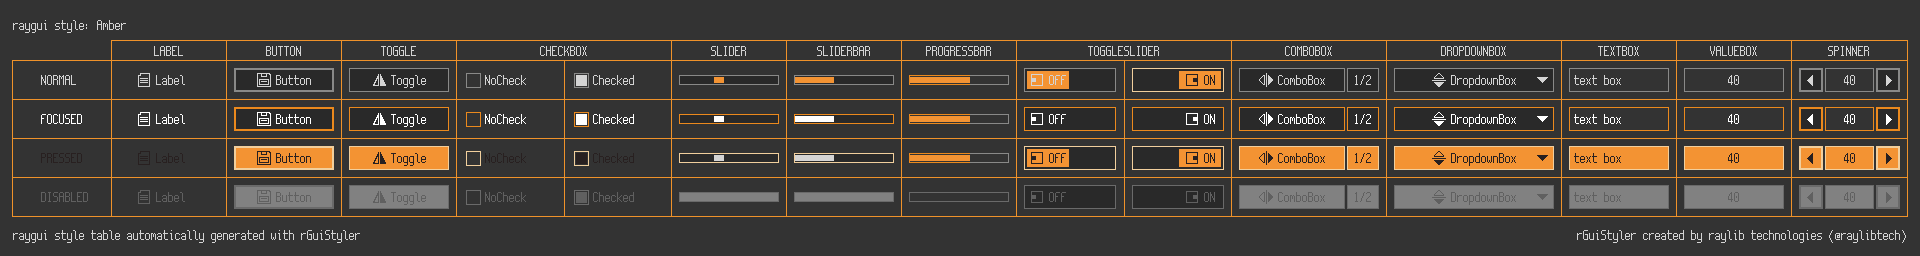 raygui style: Amber
LABEL BUTTON TOGGLE CHECKBOX SLIDER SLIDERBAR PROGRESSBAR TOGGLESLIDER COMBOBOX DROPDOWNBOX TEXTBOX VALUEBOX SPINNER
NORMAL Label Button Toggle NoCheck Checked OFF ON ComboBox 1/2 DropdownBox text box 40 40
FOCUSED Label Button Toggle NoCheck Checked OFF ON ComboBox 1/2 DropdownBox text box 40 40
PRESSED Label Button Toggle NoCheck Checked OFF ON ComboBox 1/2 DropdownBox text box 40 40
DISABLED Label Button Toggle NoCheck Checked OFF ON ComboBox 1/2 DropdownBox text box 40 40
raygui style table automatically generated with rGuiStyler
rGuiStyler created by raylib technologies (@raylibtech)